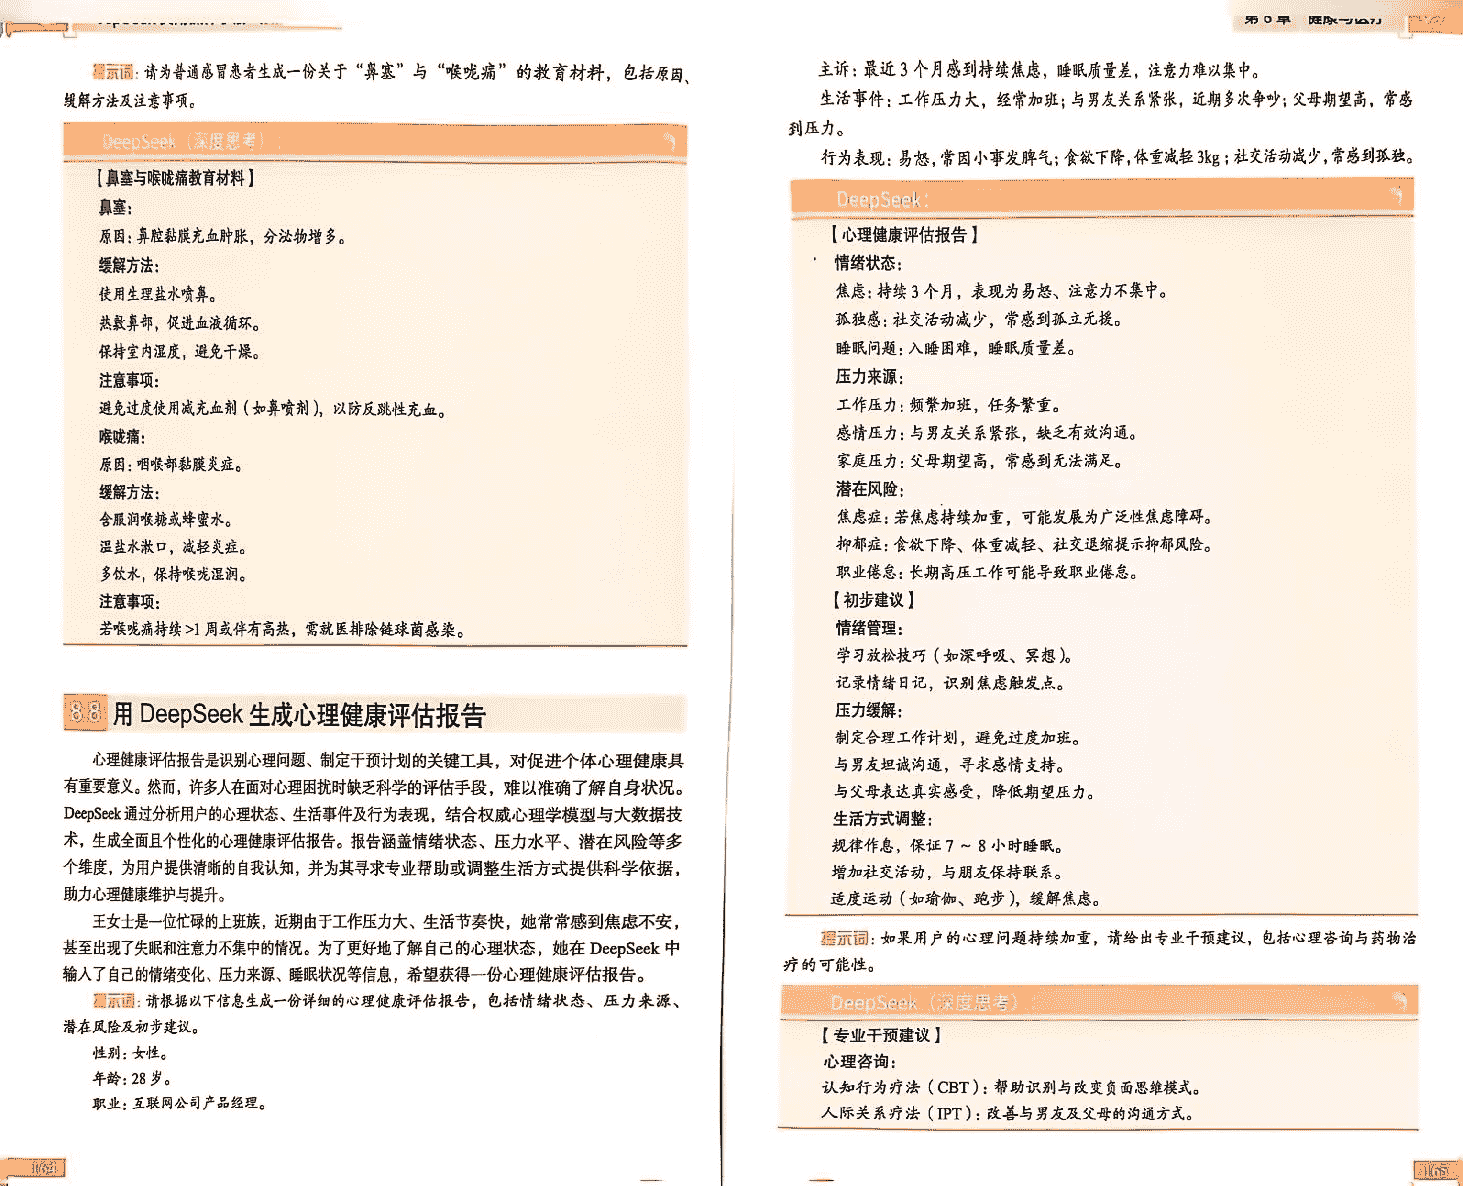 提示词：请为普通感冒患者生成一份关于“鼻塞”与“喉咙痛”的教育材料，包括原因、
缓解方法及注意事项。
DeepSeek（深度思考）：
【鼻塞与喉咙痛教育材料】
鼻塞：
原因：鼻腔黏膜充血肿胀，分泌物增多。
缓解方法：
使用生理盐水喷鼻。
热敷鼻部，促进血液循环。
保持室内湿度，避免干燥。
注意事项：
避免过度使用减充血剂（如鼻喷剂），以防反跳性充血。
喉咙痛：
原因：咽喉部黏膜炎症。
缓解方法：
含服润喉糖或蜂蜜水。
温盐水漱口，减轻炎症。
多饮水，保持喉咙湿润。
注意事项：
若喉咙痛持续>1周或伴有高热，需就医排除链球菌感染。
8.8 用 DeepSeek 生成心理健康评估报告
心理健康评估报告是识别心理问题、制定干预计划的关键工具，对促进个体心理健康具
有重要意义。然而，许多人在面对心理困扰时缺乏科学的评估手段，难以准确了解自身状况。
DeepSeek 通过分析用户的心理状态、生活事件及行为表现，结合权威心理学模型与大数据技
术，生成全面且个性化的心理健康评估报告。报告涵盖情绪状态、压力水平、潜在风险等多
个维度，为用户提供清晰的自我认知，并为其寻求专业帮助或调整生活方式提供科学依据，
助力心理健康维护与提升。
王女士是一位忙碌的上班族，近期由于工作压力大、生活节奏快，她常常感到焦虑不安，
甚至出现了失眠和注意力不集中的情况。为了更好地了解自己的心理状态，她在 DeepSeek 中
输入了自己的情绪变化、压力来源、睡眠状况等信息，希望获得一份心理健康评估报告。
提示词：请根据以下信息生成一份详细的心理健康评估报告，包括情绪状态、压力来源、
潜在风险及初步建议。
性别：女性。
年龄：28岁。
职业：互联网公司产品经理。
164
第8章 健康与医疗
主诉：最近3个月感到持续焦虑，睡眠质量差，注意力难以集中。
生活事件：工作压力大，经常加班；与男友关系紧张，近期多次争吵；父母期望高，常感
到压力。
行为表现：易怒，常因小事发脾气；食欲下降，体重减轻3kg；社交活动减少，常感到孤独。
DeepSeek：
【心理健康评估报告】
情绪状态：
焦虑：持续3个月，表现为易怒、注意力不集中。
孤独感：社交活动减少，常感到孤立无援。
睡眠问题：入睡困难，睡眠质量差。
压力来源：
工作压力：频繁加班，任务繁重。
感情压力：与男友关系紧张，缺乏有效沟通。
家庭压力：父母期望高，常感到无法满足。
潜在风险：
焦虑症：若焦虑持续加重，可能发展为广泛性焦虑障碍。
抑郁症：食欲下降、体重减轻、社交退缩提示抑郁风险。
职业倦怠：长期高压工作可能导致职业倦怠。
【初步建议】
情绪管理：
学习放松技巧（如深呼吸、冥想）。
记录情绪日记，识别焦虑触发点。
压力缓解：
制定合理工作计划，避免过度加班。
与男友坦诚沟通，寻求感情支持。
与父母表达真实感受，降低期望压力。
生活方式调整：
规律作息，保证7～8小时睡眠。
增加社交活动，与朋友保持联系。
适度运动（如瑜伽、跑步），缓解焦虑。
提示词：如果用户的心理问题持续加重，请给出专业干预建议，包括心理咨询与药物治
疗的可能性。
DeepSeek（深度思考）：
【专业干预建议】
心理咨询：
认知行为疗法（CBT）：帮助识别与改变负面思维模式。
人际关系疗法（IPT）：改善与男友及父母的沟通方式。
165